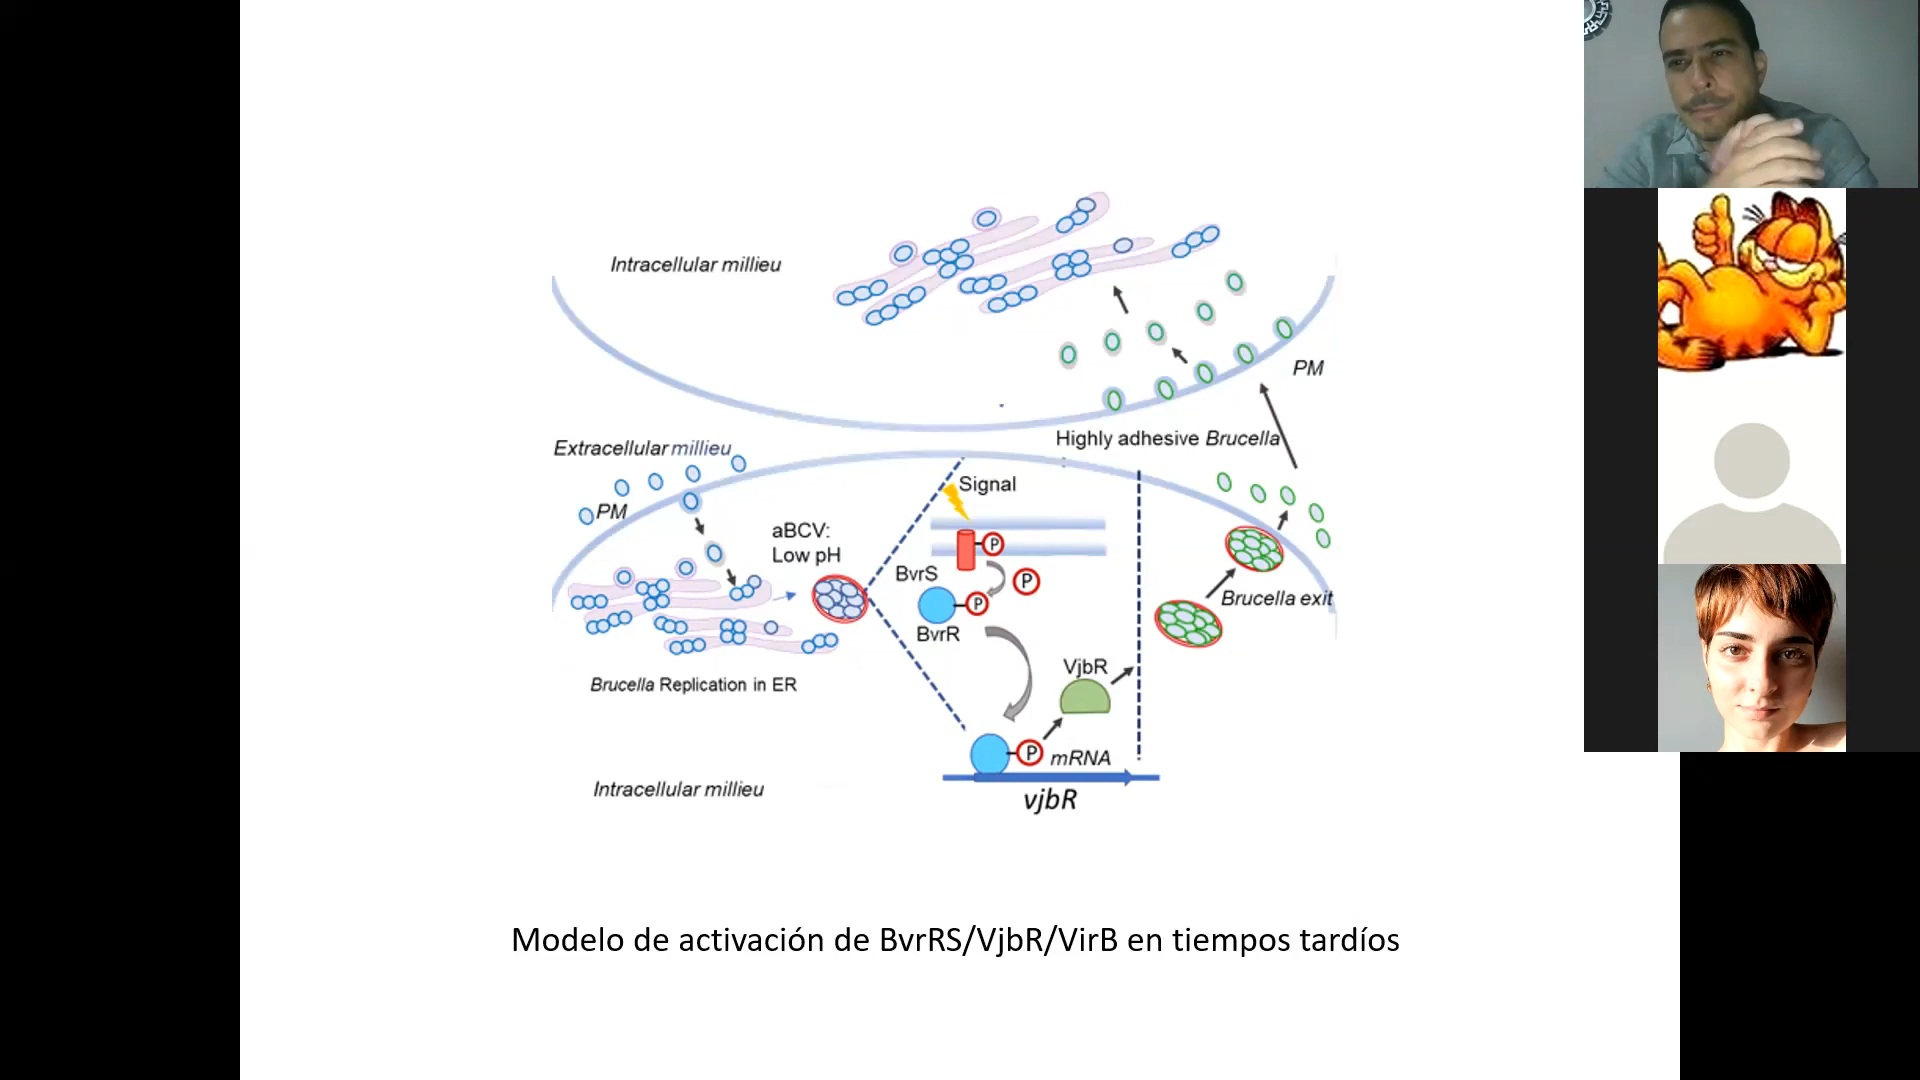 Intracellular millieu
PM
Extracellular millieu
Highly adhesive Brucella
Signal
PM
aBCV:
Low pH
P
BvrS
P
P
BvrR
Brucella exit
VjbR
Brucella Replication in ER
P
mRNA
Intracellular millieu
vjbR
Modelo de activación de BvrRS/VjbR/VirB en tiempos tardíos